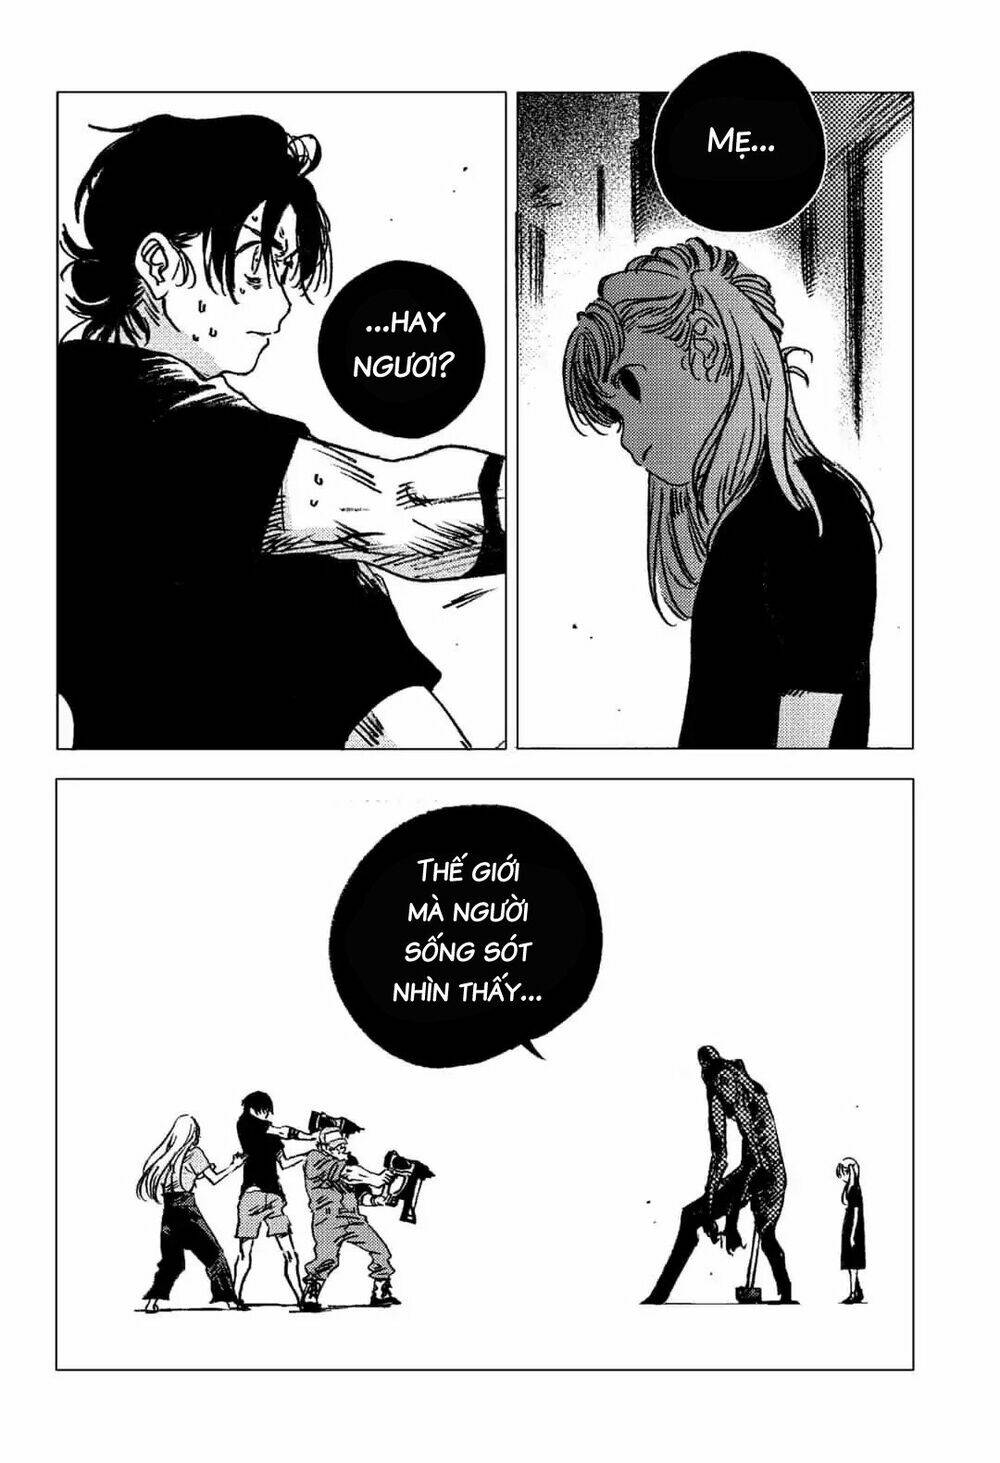 ...HAY
NGƯƠI?
MẸ...
THẾ GIỚI
MÀ NGƯỜI
SỐNG SÓT
NHÌN THẤY...